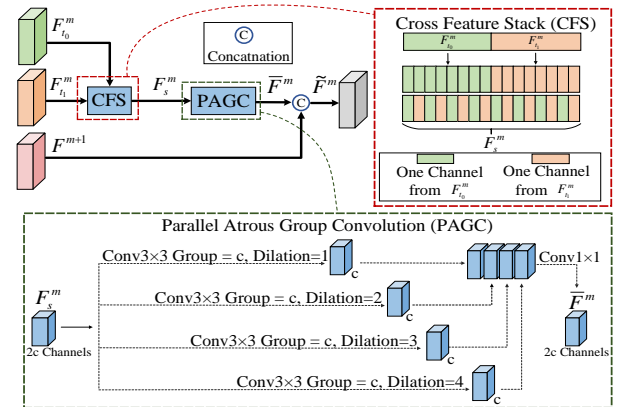 F_{t_0}^m
F_{t_1}^m
CFS
F_s^m
PAGC
F̅^m
C
F̃^m
F^{m+1}
C
Concatnation
Cross Feature Stack (CFS)
F_{t_0}^m F_{t_1}^m
F_s^m
One Channel
from F_{t_0}^m
One Channel
from F_{t_1}^m
Parallel Atrous Group Convolution (PAGC)
F_s^m
2c Channels
Conv3×3 Group = c, Dilation=1
c
Conv3×3 Group = c, Dilation=2
c
Conv3×3 Group = c, Dilation=3
c
Conv3×3 Group = c, Dilation=4
c
Conv1×1
F̅^m
2c Channels